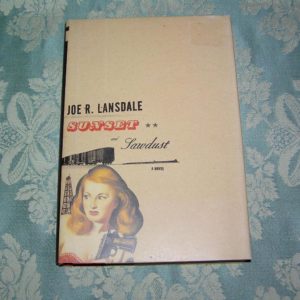 JOE R. LANSDALE
SUNSET
and Sawdust
A NOVEL